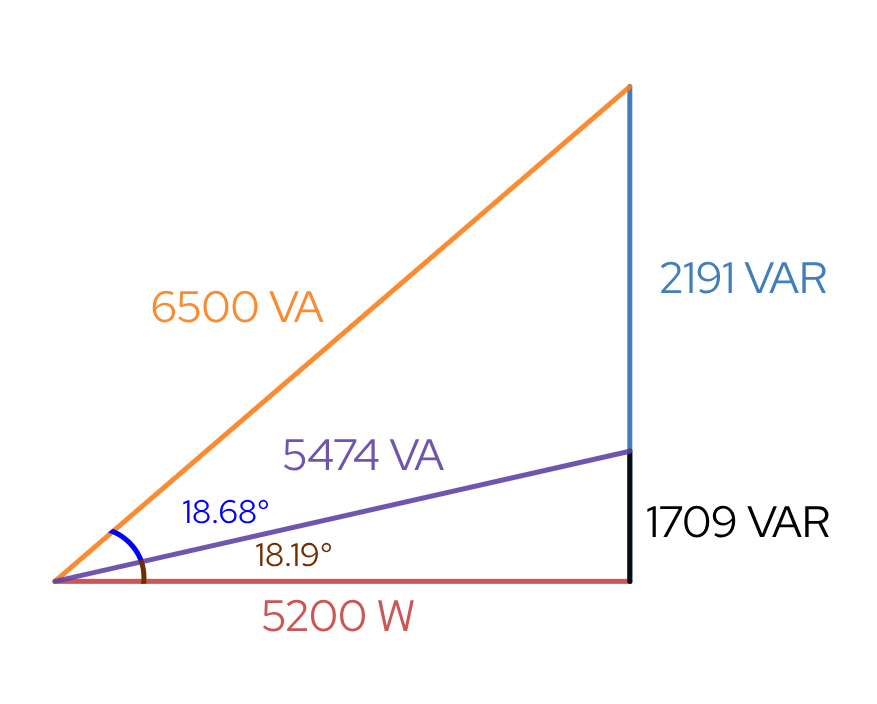 2191 VAR
6500 VA
5474 VA
18.68°
1709 VAR
18.19°
5200 W